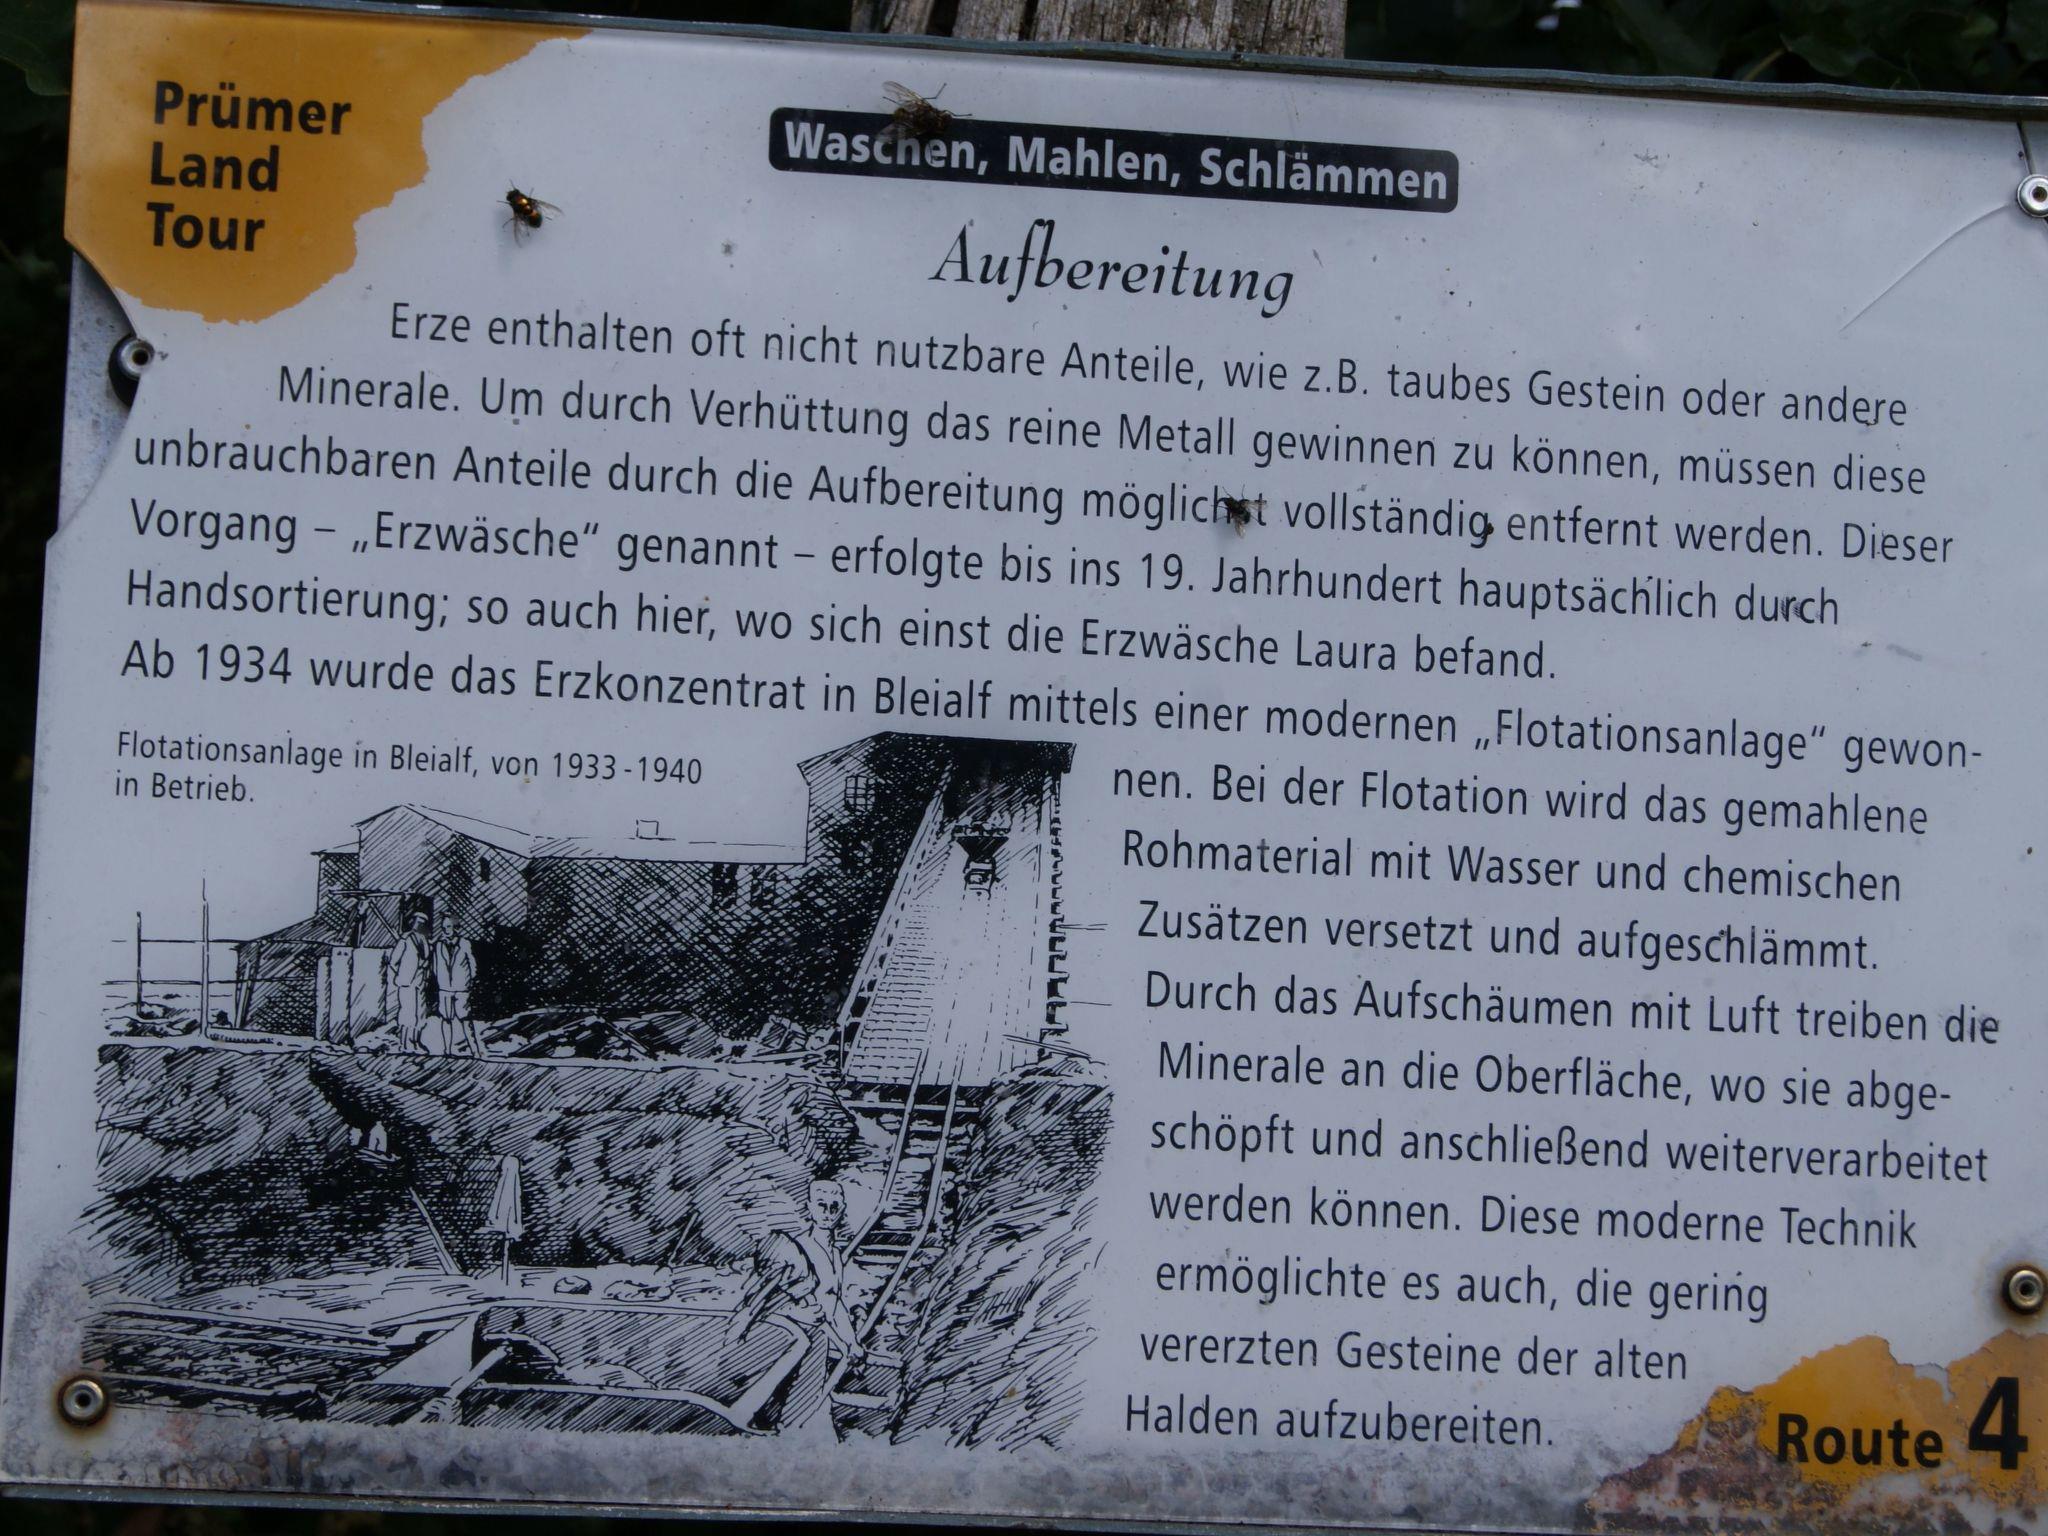 Prümer
Land
Tour
Waschen, Mahlen, Schlämmen
Aufbereitung
Erze enthalten oft nicht nutzbare Anteile, wie z.B. taubes Gestein oder andere
Minerale. Um durch Verhüttung das reine Metall gewinnen zu können, müssen diese
unbrauchbaren Anteile durch die Aufbereitung möglichst vollständig entfernt werden. Dieser
Vorgang – „Erzwäsche“ genannt – erfolgte bis ins 19. Jahrhundert hauptsächlich durch
Handsortierung; so auch hier, wo sich einst die Erzwäsche Laura befand.
Ab 1934 wurde das Erzkonzentrat in Bleialf mittels einer modernen „Flotationsanlage“ gewon-
nen. Bei der Flotation wird das gemahlene
Rohmaterial mit Wasser und chemischen
Zusätzen versetzt und aufgeschlämmt.
Durch das Aufschäumen mit Luft treiben die
Minerale an die Oberfläche, wo sie abge-
schöpft und anschließend weiterverarbeitet
werden können. Diese moderne Technik
ermöglichte es auch, die gering
vererzten Gesteine der alten
Halden aufzubereiten.
Flotationsanlage in Bleialf, von 1933-1940
in Betrieb.
Route 4